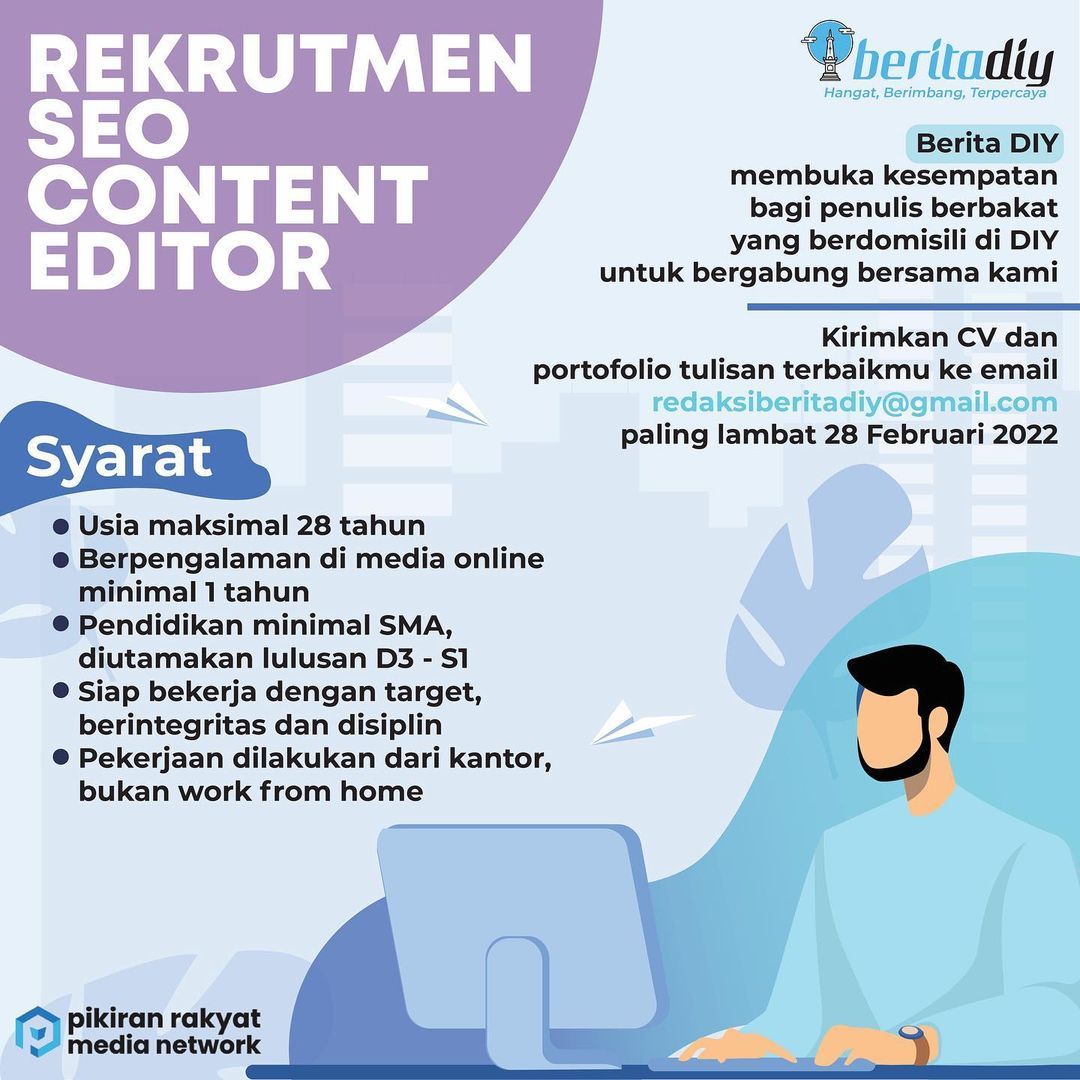 REKRUTMEN
SEO
CONTENT
EDITOR
beritadiy
Hangat, Berimbang, Terpercaya
Berita DIY
membuka kesempatan
bagi penulis berbakat
yang berdomisili di DIY
untuk bergabung bersama kami
Kirimkan CV dan
portofolio tulisan terbaikmu ke email
redaksiberitadiy@gmail.com
paling lambat 28 Februari 2022
Syarat
Usia maksimal 28 tahun
Berpengalaman di media online
minimal 1 tahun
Pendidikan minimal SMA,
diutamakan lulusan D3 - S1
Siap bekerja dengan target,
berintegritas dan disiplin
Pekerjaan dilakukan dari kantor,
bukan work from home
pikiran rakyat
media network